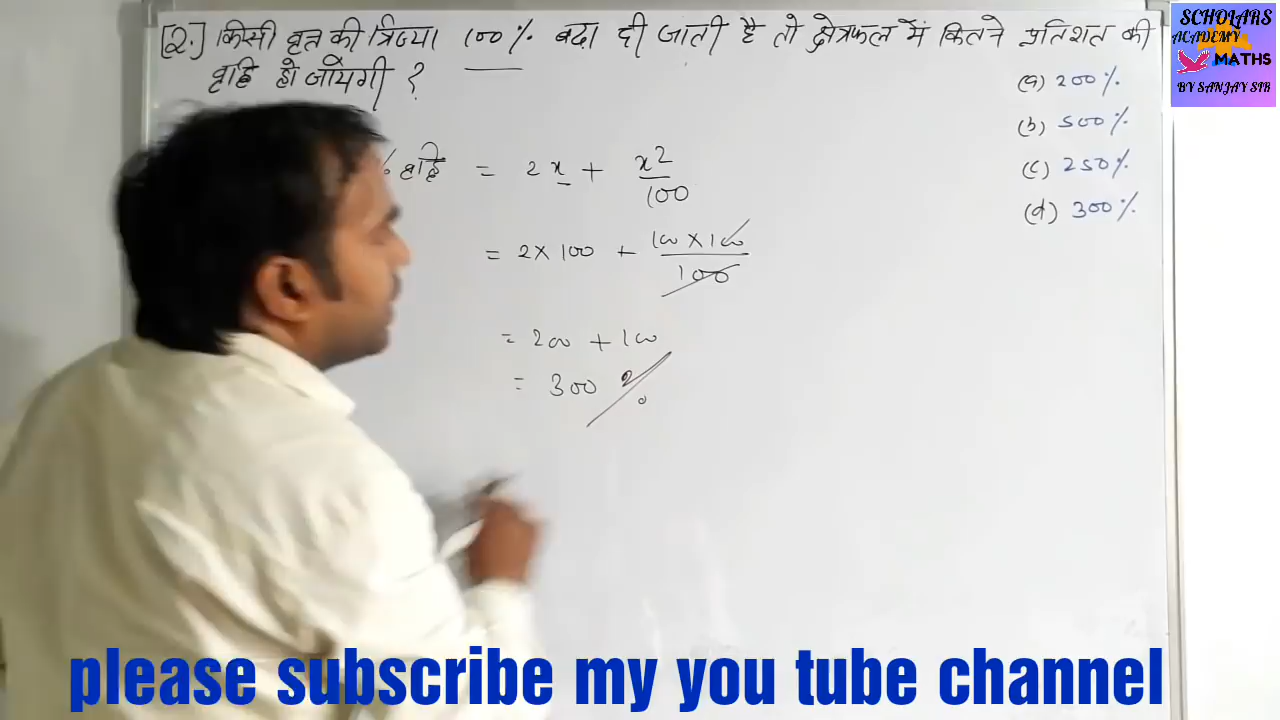 [2.] किसी वृत्त की त्रिज्या 100% बढा दी जाती है तो क्षेत्रफल में कितने प्रतिशत की
वृद्धि हो जायेगी ?
(a) 200%
(b) 500%
(c) 250%
(d) 300%
% वृद्धि = 2x + x²/100
= 2×100 + 100×100/100
= 200 + 100
= 300%
SCHOLARS
ACADEMY
MATHS
BY SANJAY SIR
please subscribe my you tube channel